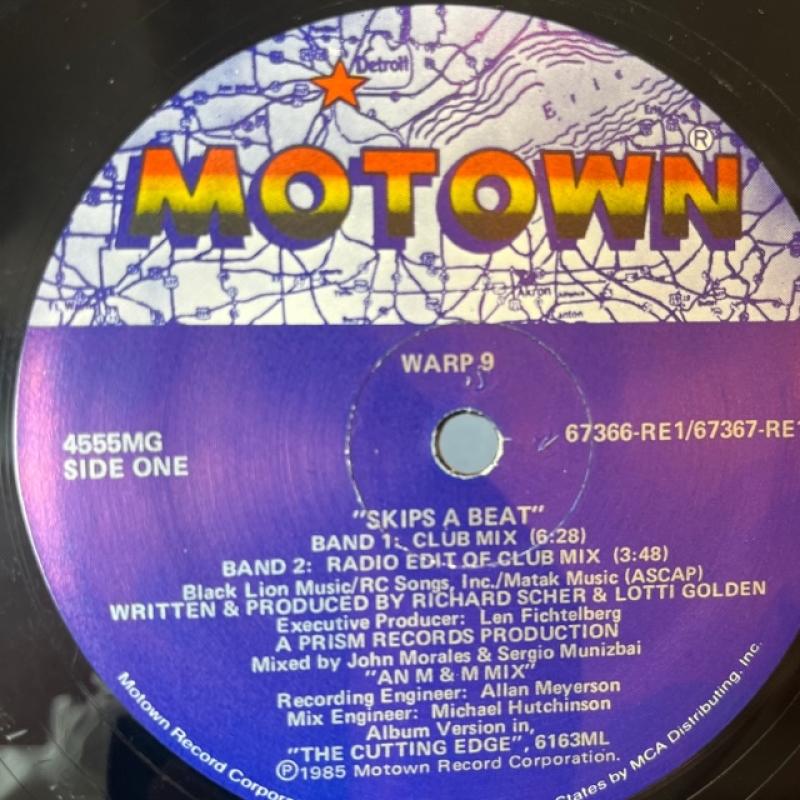 Detroit
Erie
MOTOWN®
Akron
WARP 9
4555MG
SIDE ONE
67366-RE1/67367-RE1
"SKIPS A BEAT"
BAND 1: CLUB MIX (6:28)
BAND 2: RADIO EDIT OF CLUB MIX (3:48)
Black Lion Music/RC Songs, Inc./Matak Music (ASCAP)
WRITTEN & PRODUCED BY RICHARD SCHER & LOTTI GOLDEN
Executive Producer: Len Fichtelberg
A PRISM RECORDS PRODUCTION
Mixed by John Morales & Sergio Munizbai
"AN M & M MIX"
Recording Engineer: Allan Meyerson
Mix Engineer: Michael Hutchinson
Album Version in,
"THE CUTTING EDGE", 6163ML
Ⓟ1985 Motown Record Corporation.
Motown Record Corpor
States by MCA Distributing, Inc.